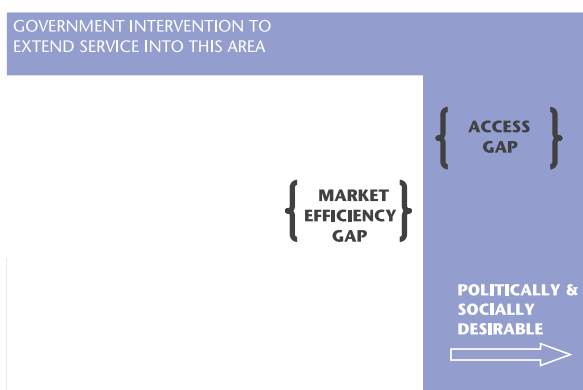 GOVERNMENT INTERVENTION TO
EXTEND SERVICE INTO THIS AREA
ACCESS
GAP
MARKET
EFFICIENCY
GAP
POLITICALLY &
SOCIALLY
DESIRABLE